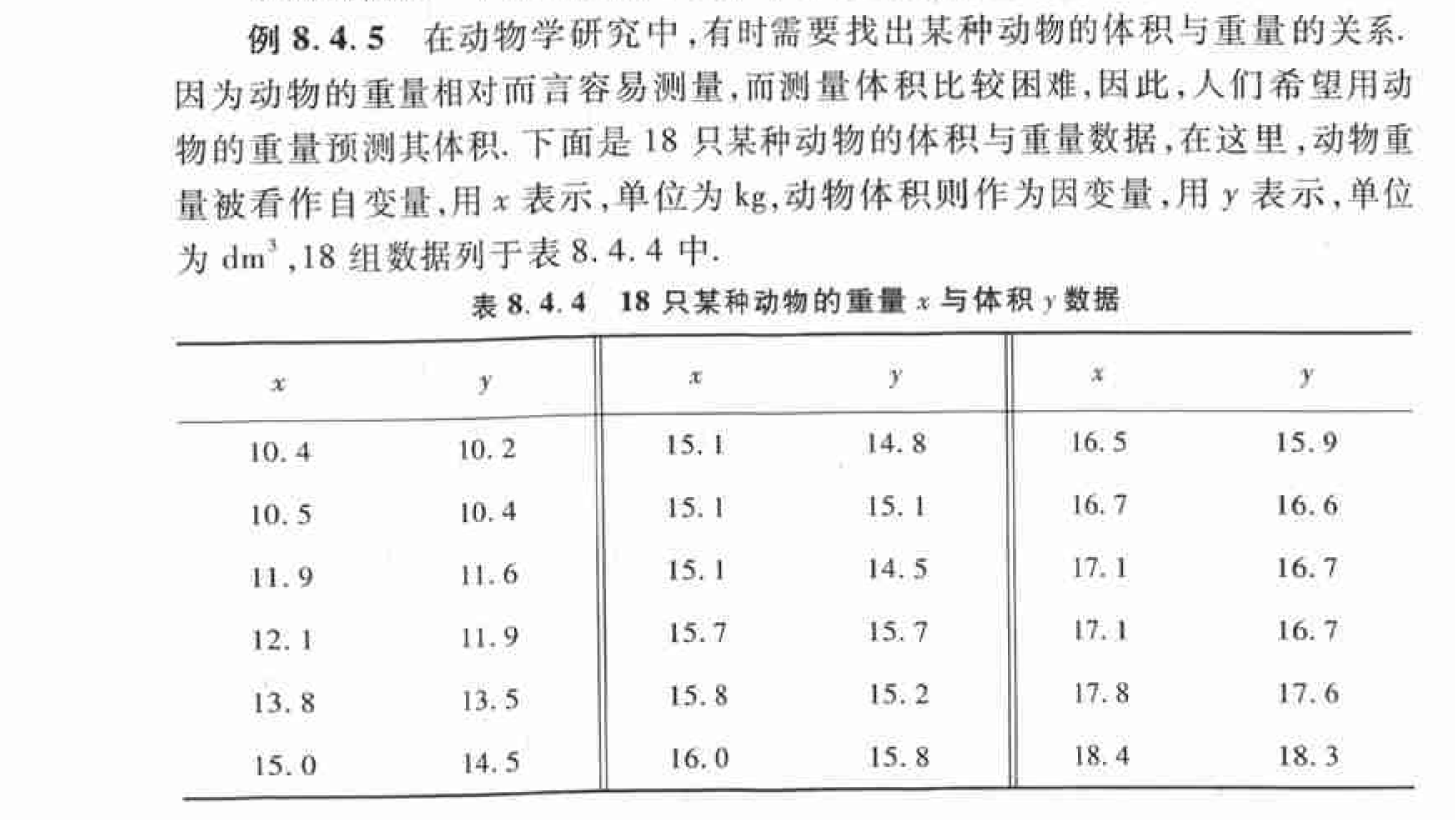 例 8.4.5 在动物学研究中,有时需要找出某种动物的体积与重量的关系.
因为动物的重量相对而言容易测量,而测量体积比较困难,因此,人们希望用动
物的重量预测其体积. 下面是 18 只某种动物的体积与重量数据,在这里,动物重
量被看作自变量,用 x 表示,单位为 kg,动物体积则作为因变量,用 y 表示,单位
为 dm³,18 组数据列于表 8.4.4 中.
表 8.4.4 18 只某种动物的重量 x 与体积 y 数据
x y x y x y
10.4 10.2 15.1 14.8 16.5 15.9
10.5 10.4 15.1 15.1 16.7 16.6
11.9 11.6 15.1 14.5 17.1 16.7
12.1 11.9 15.7 15.7 17.1 16.7
13.8 13.5 15.8 15.2 17.8 17.6
15.0 14.5 16.0 15.8 18.4 18.3